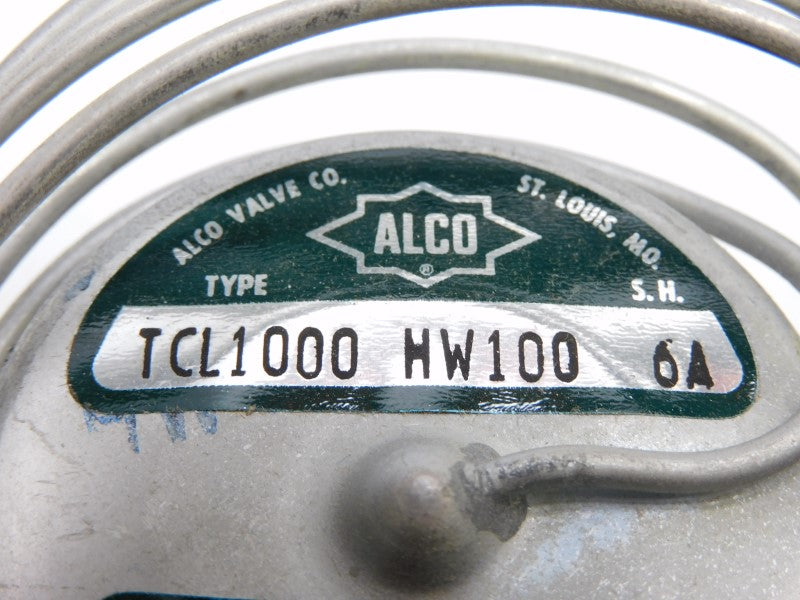 ALCO VALVE CO. ST. LOUIS, MO.
ALCO
®
TYPE S.H.
TCL1000 HW100 6A